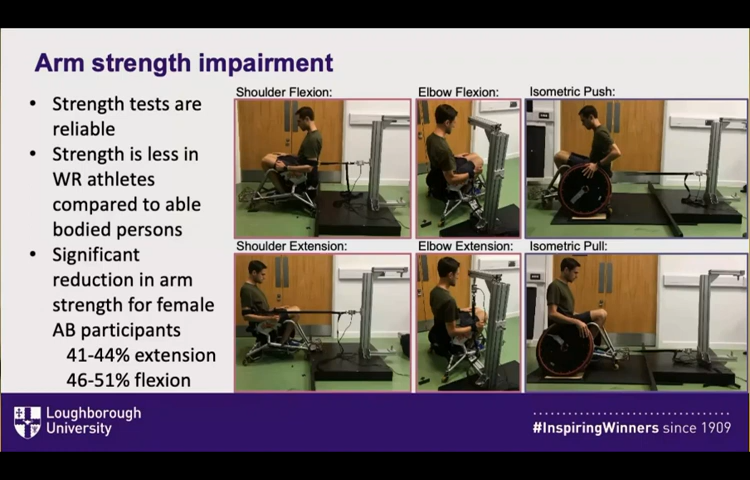 Arm strength impairment
• Strength tests are
reliable
• Strength is less in
WR athletes
compared to able
bodied persons
• Significant
reduction in arm
strength for female
AB participants
41-44% extension
46-51% flexion
Shoulder Flexion:
Elbow Flexion:
Isometric Push:
Shoulder Extension:
Elbow Extension:
Isometric Pull:
Loughborough
University
#InspiringWinners since 1909